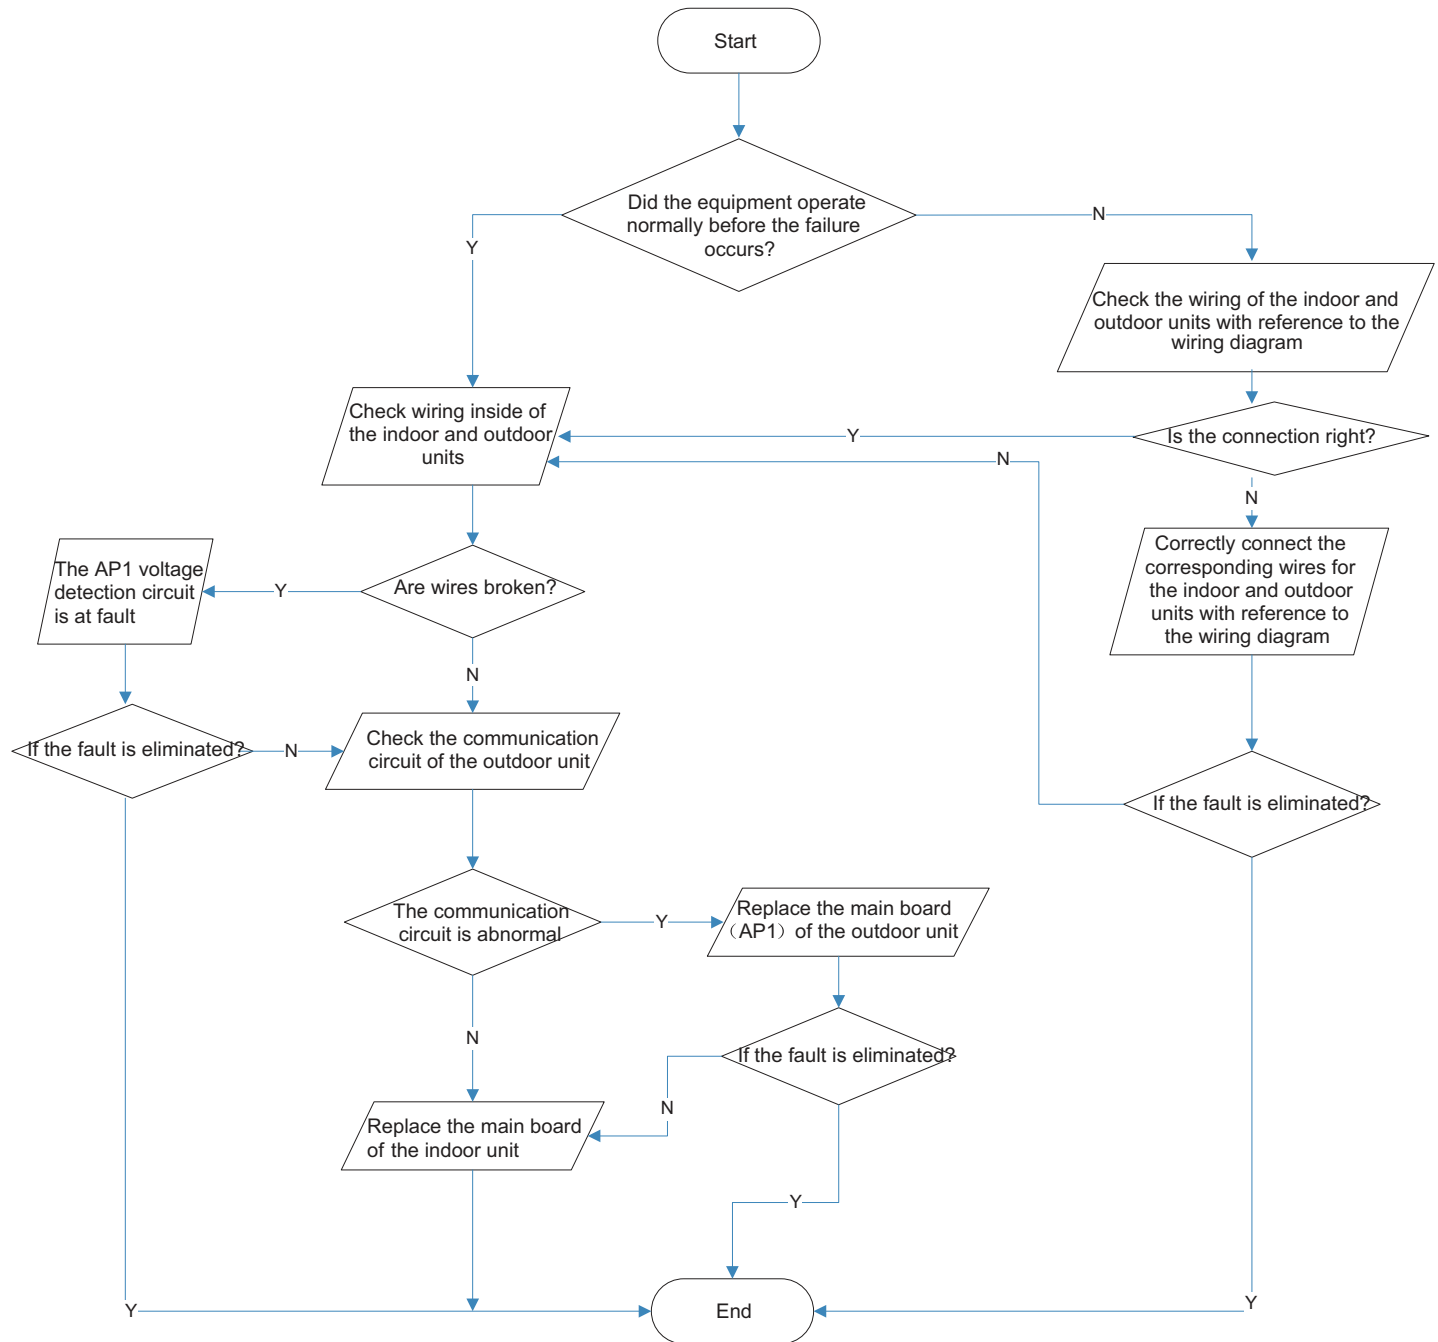 Start
Did the equipment operate
normally before the failure
occurs?
Y
N
Check the wiring of the indoor and
outdoor units with reference to the
wiring diagram
Check wiring inside of
the indoor and outdoor
units
Y
Is the connection right?
N
N
Correctly connect the
corresponding wires for
the indoor and outdoor
units with reference to
the wiring diagram
The AP1 voltage
detection circuit
is at fault
Y
Are wires broken?
N
If the fault is eliminated?
N
Check the communication
circuit of the outdoor unit
If the fault is eliminated?
The communication
circuit is abnormal
Y
Replace the main board
（AP1）of the outdoor unit
N
If the fault is eliminated?
N
Replace the main board
of the indoor unit
Y
Y
End
Y